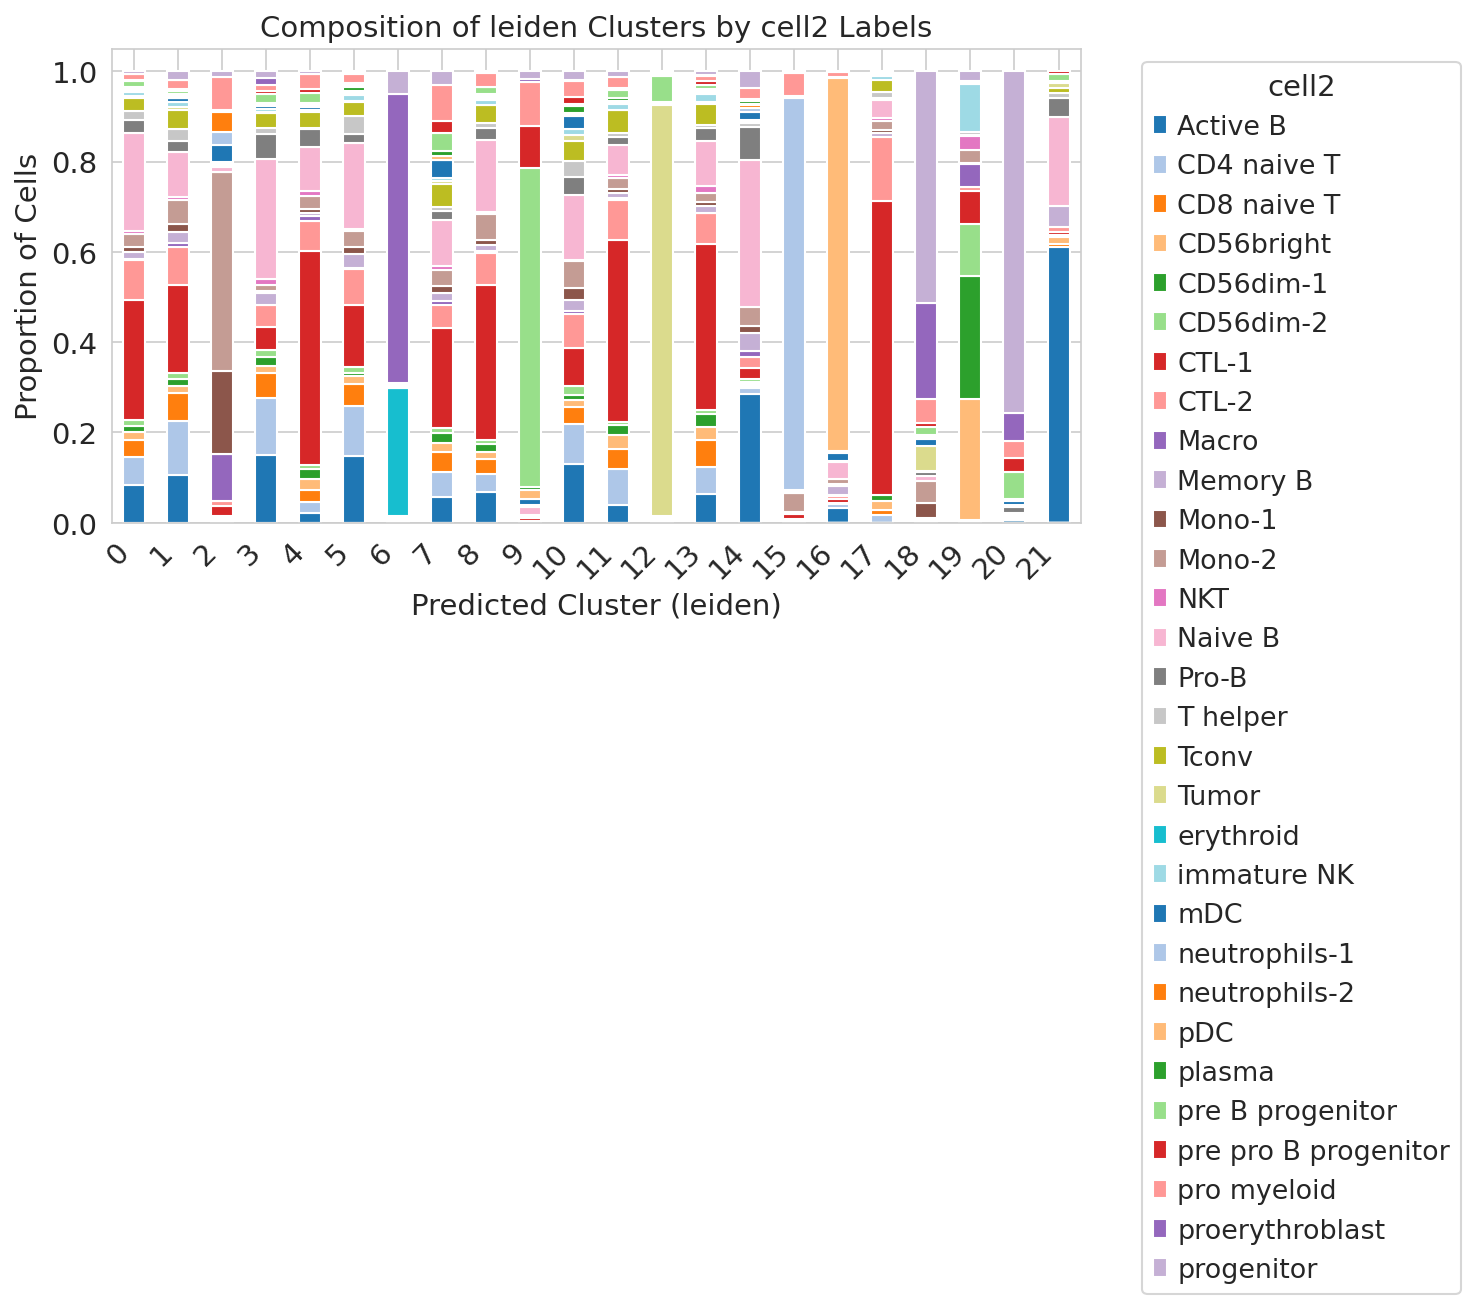 Composition of leiden Clusters by cell2 Labels
Proportion of Cells
1.0
0.8
0.6
0.4
0.2
0.0
0 1 2 3 4 5 6 7 8 9 10 11 12 13 14 15 16 17 18 19 20 21
Predicted Cluster (leiden)
cell2
Active B
CD4 naive T
CD8 naive T
CD56bright
CD56dim-1
CD56dim-2
CTL-1
CTL-2
Macro
Memory B
Mono-1
Mono-2
NKT
Naive B
Pro-B
T helper
Tconv
Tumor
erythroid
immature NK
mDC
neutrophils-1
neutrophils-2
pDC
plasma
pre B progenitor
pre pro B progenitor
pro myeloid
proerythroblast
progenitor